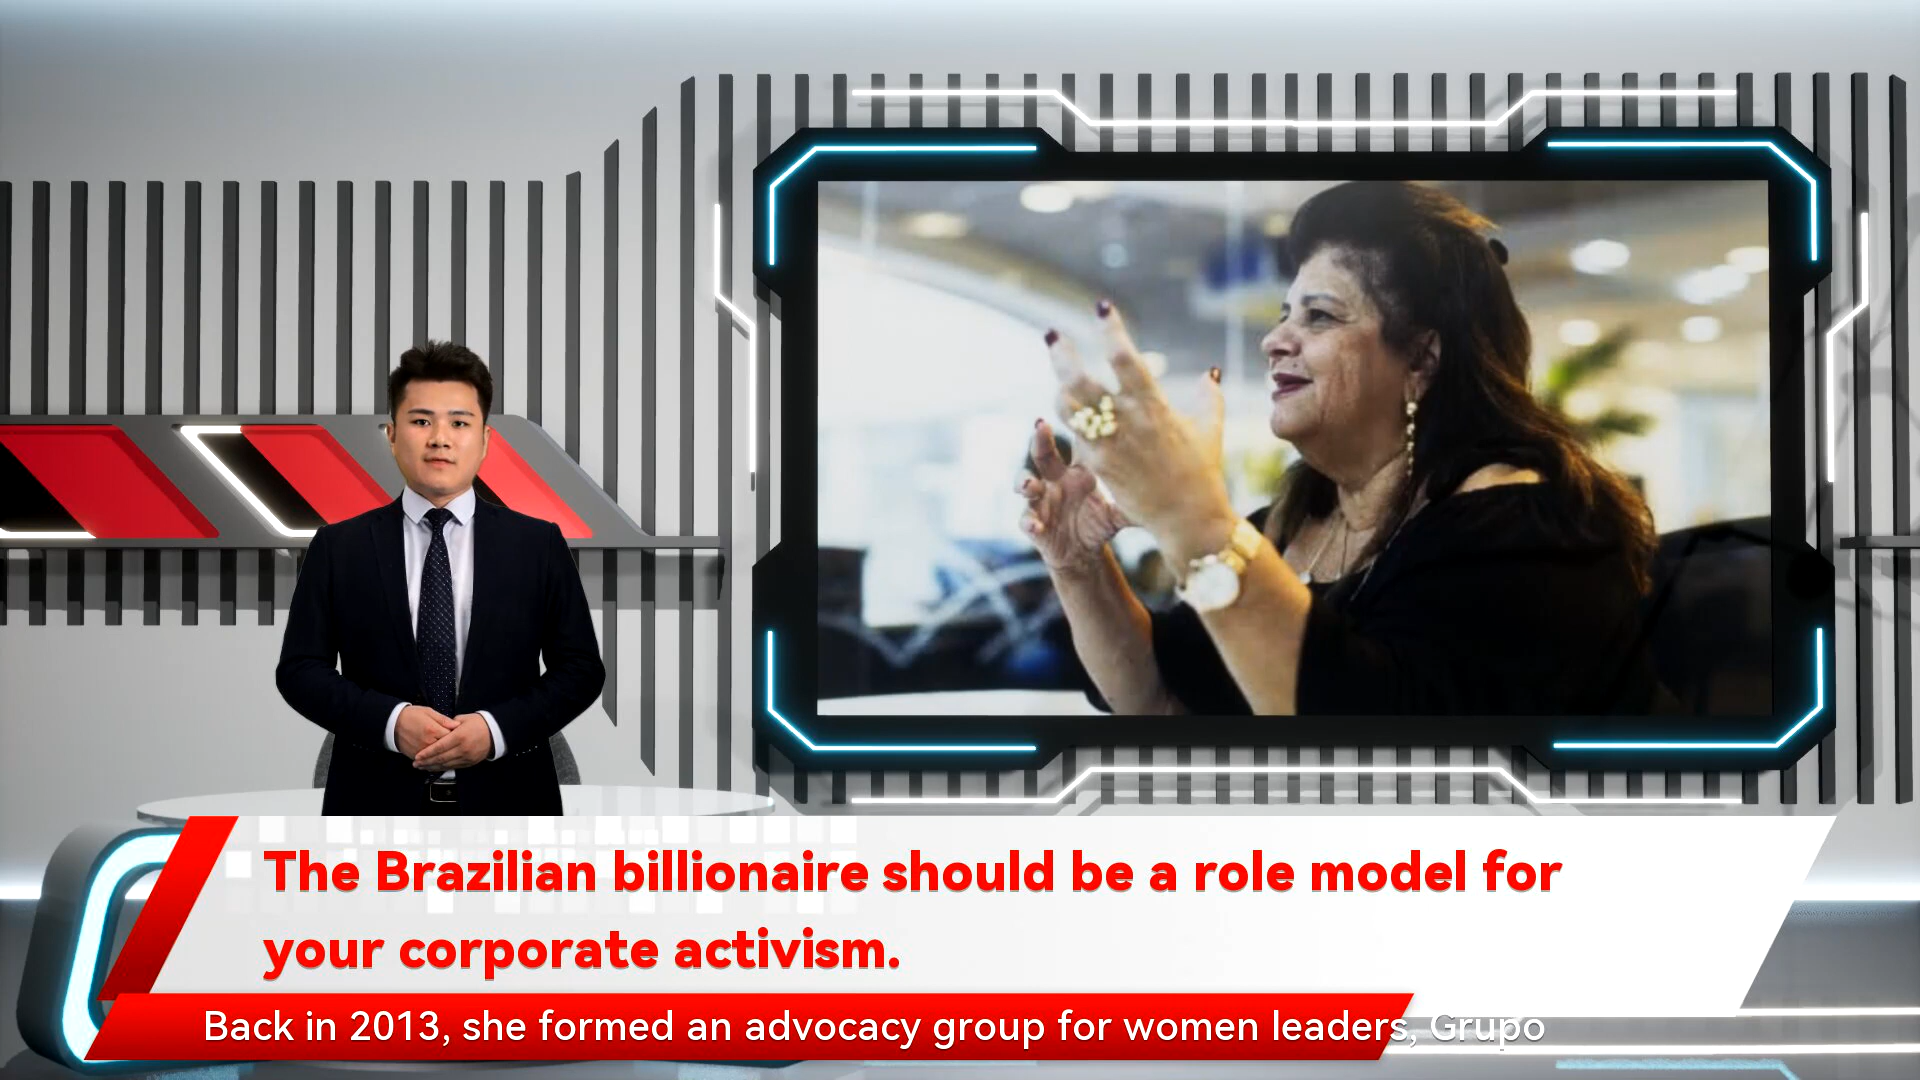 The Brazilian billionaire should be a role model for
your corporate activism.
Back in 2013, she formed an advocacy group for women leaders, Grupo